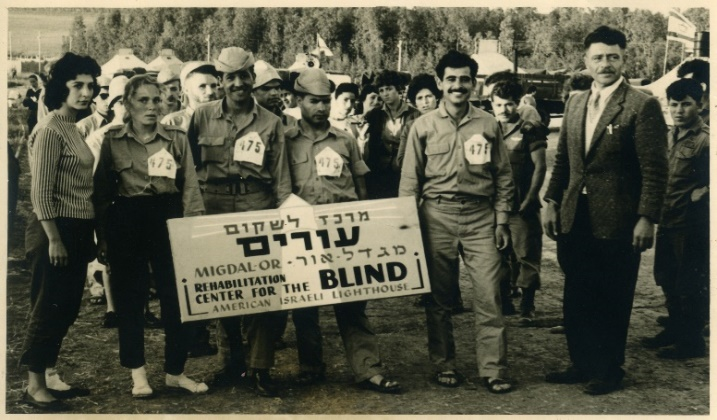 475
475
475
475
מרכז לשקום
עורים
MIGDAL-OR · מגדל-אור
REHABILITATION
CENTER FOR THE BLIND
AMERICAN ISRAELI LIGHTHOUSE